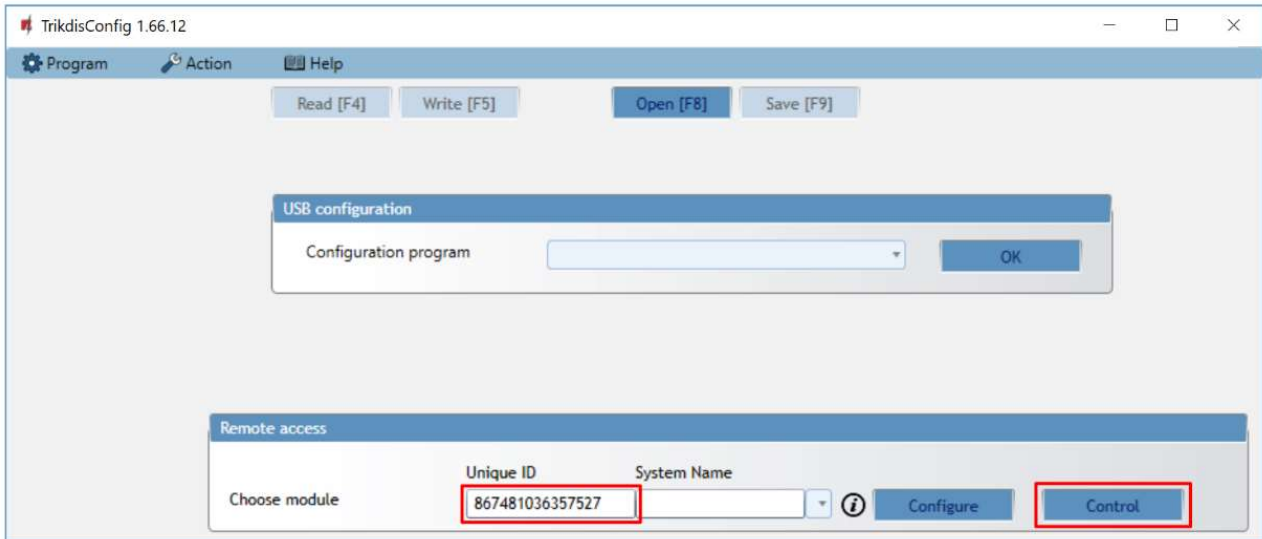 TrikdisConfig 1.66.12
Program Action Help
Read [F4] Write [F5] Open [F8] Save [F9]
USB configuration
Configuration program OK
Remote access
Unique ID System Name
Choose module 867481036357527 i Configure Control